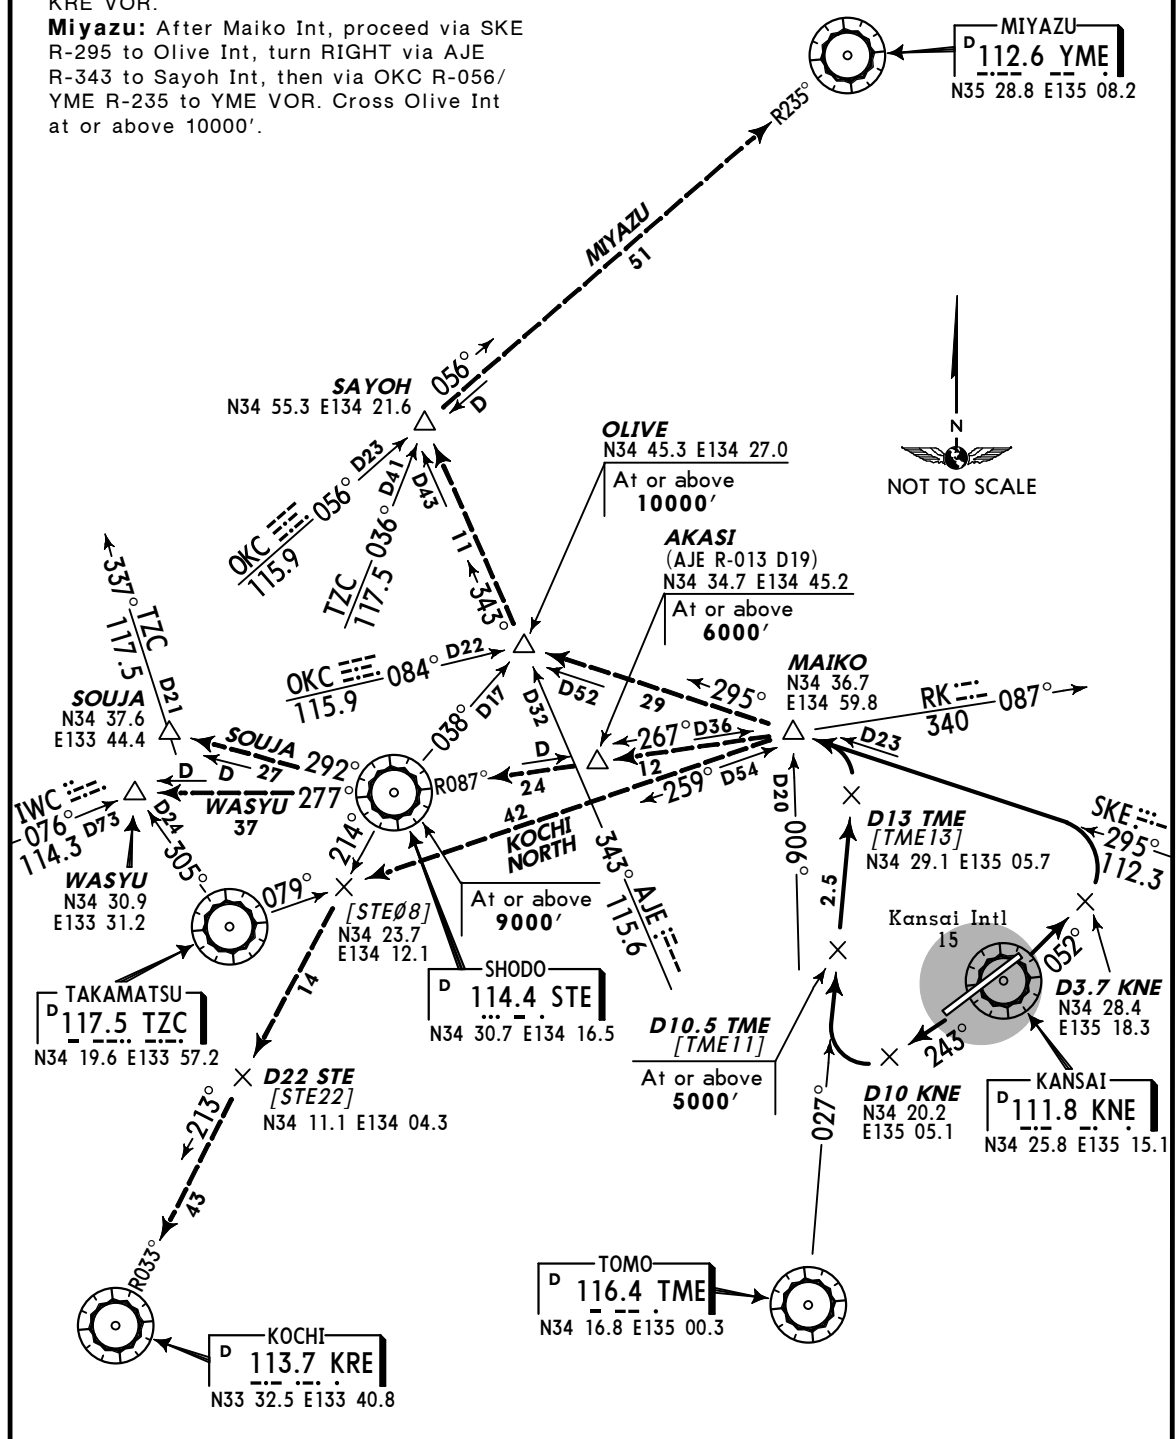 KRE VOR.
Miyazu: After Maiko Int, proceed via SKE
R-295 to Olive Int, turn RIGHT via AJE
R-343 to Sayoh Int, then via OKC R-056/
YME R-235 to YME VOR. Cross Olive Int
at or above 10000'.
MIYAZU
D 112.6 YME
N35 28.8 E135 08.2
R235°
MIYAZU
51
056°
D
SAYOH
N34 55.3 E134 21.6
OKC 056° D23
115.9
TZC 036° D41
117.5
D43
11
343°
OLIVE
N34 45.3 E134 27.0
At or above
10000'
N
NOT TO SCALE
AKASI
(AJE R-013 D19)
N34 34.7 E134 45.2
At or above
6000'
337° TZC
117.5
D21
OKC 084° D22
115.9
038° D17
D32
D52
29
295°
MAIKO
N34 36.7
E134 59.8
RK 087°
340
SOUJA
N34 37.6
E133 44.4
SOUJA 292°
D 27
D
WASYU 277°
37
R087°
D
24
267° D36
12
259° D54
42
KOCHI
NORTH
D20
006°
D23
SKE
295°
112.3
IWC
076° D73
114.3
D24
305°
WASYU
N34 30.9
E133 31.2
214°
079°
[STEØ8]
N34 23.7
E134 12.1
At or above
9000'
343° AJE
115.6
D13 TME
[TME13]
N34 29.1 E135 05.7
2.5
Kansai Intl
15
052°
D3.7 KNE
N34 28.4
E135 18.3
243°
TAKAMATSU
D 117.5 TZC
N34 19.6 E133 57.2
SHODO
D 114.4 STE
N34 30.7 E134 16.5
D10.5 TME
[TME11]
At or above
5000'
14
D22 STE
[STE22]
N34 11.1 E134 04.3
027°
D10 KNE
N34 20.2
E135 05.1
KANSAI
D 111.8 KNE
N34 25.8 E135 15.1
213°
43
R033°
TOMO
D 116.4 TME
N34 16.8 E135 00.3
KOCHI
D 113.7 KRE
N33 32.5 E133 40.8